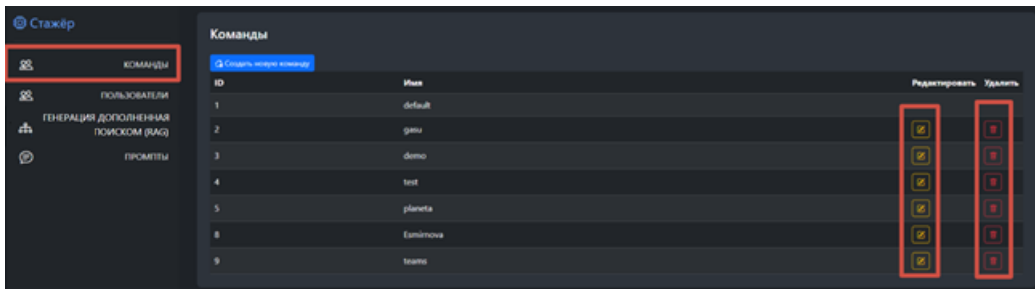 Стажёр
КОМАНДЫ
ПОЛЬЗОВАТЕЛИ
ГЕНЕРАЦИЯ ДОПОЛНЕННАЯ
ПОИСКОМ (RAG)
ПРОМПТЫ
Команды
Создать новую команду
ID Имя Редактировать Удалить
1 default
2 gasu
3 demo
4 test
5 planeta
8 Esmirnova
9 teams